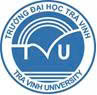 TRƯỜNG ĐẠI HỌC TRÀ VINH
TVU
TRA VINH UNIVERSITY